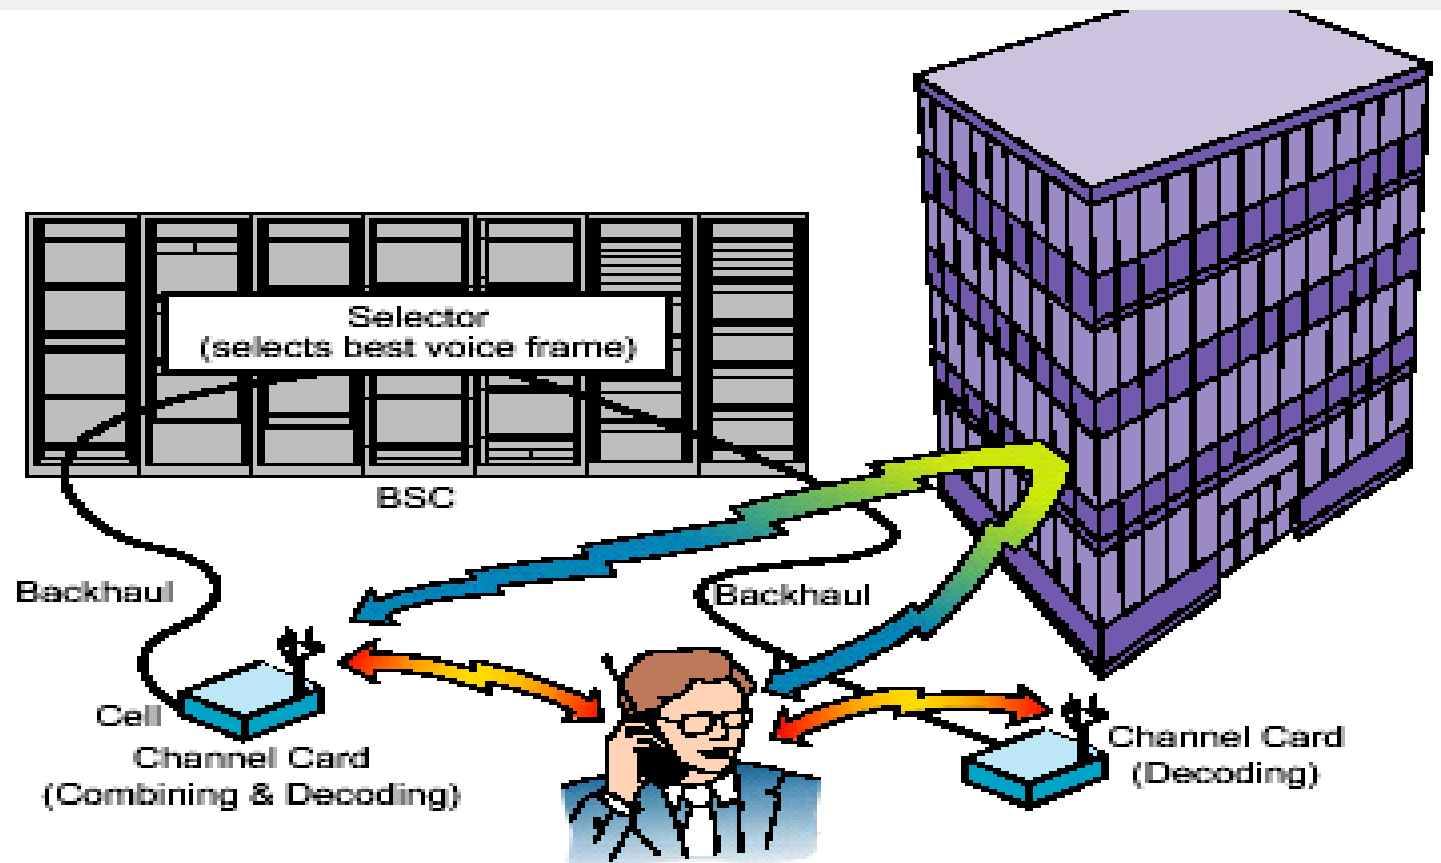 Selector
(selects best voice frame)
BSC
Backhaul
Backhaul
Cell
Channel Card
(Combining & Decoding)
Channel Card
(Decoding)